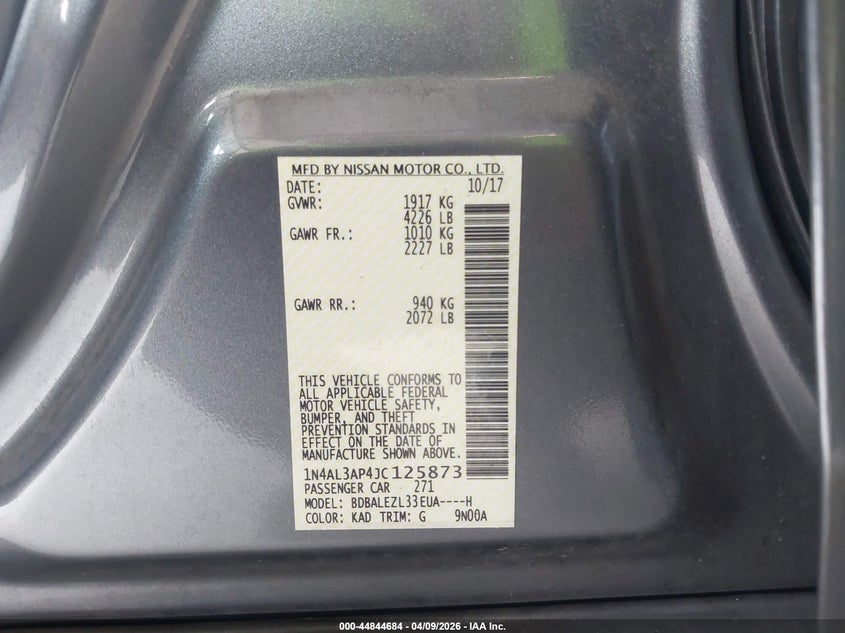 MFD BY NISSAN MOTOR CO., LTD.
DATE: 10/17
GVWR: 1917 KG
4226 LB
GAWR FR.: 1010 KG
2227 LB
GAWR RR.: 940 KG
2072 LB
THIS VEHICLE CONFORMS TO
ALL APPLICABLE FEDERAL
MOTOR VEHICLE SAFETY,
BUMPER, AND THEFT
PREVENTION STANDARDS IN
EFFECT ON THE DATE OF
MANUFACTURE SHOWN ABOVE.
1N4AL3AP4JC125873
PASSENGER CAR 271
MODEL: BDBALEZL33EUA----H
COLOR: KAD TRIM: G 9N00A
000-44844684 - 04/09/2026 - IAA Inc.